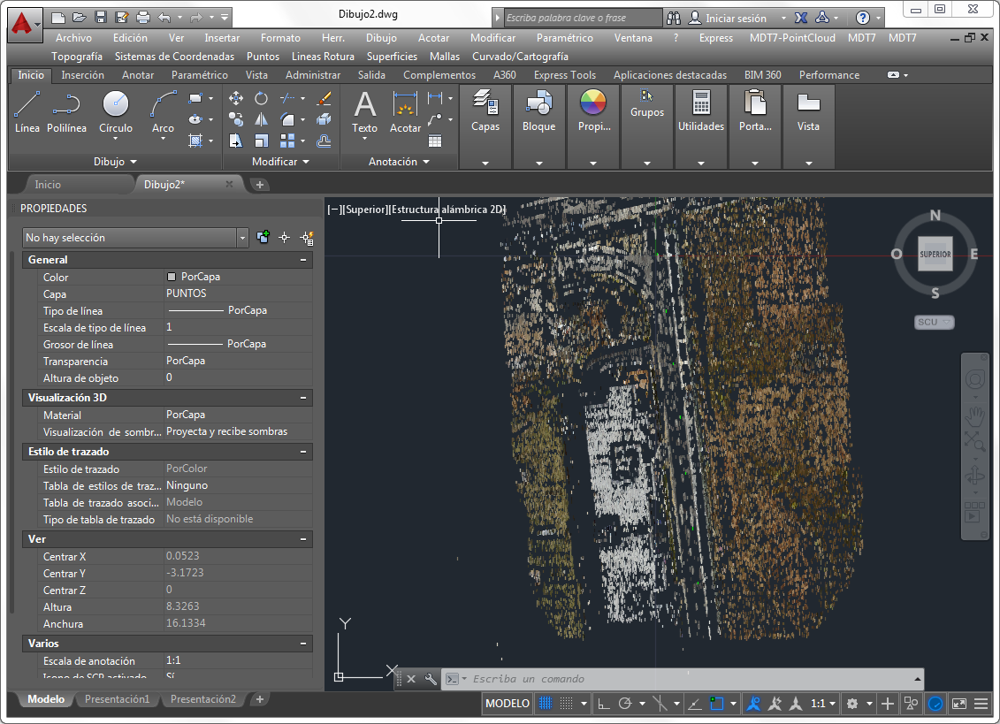 Dibujo2.dwg
Escriba palabra clave o frase
Iniciar sesión
Archivo Edición Ver Insertar Formato Herr. Dibujo Acotar Modificar Paramétrico Ventana ? Express MDT7-PointCloud MDT7 MDT7
Topografía Sistemas de Coordenadas Puntos Lineas Rotura Superficies Mallas Curvado/Cartografía
Inicio Inserción Anotar Paramétrico Vista Administrar Salida Complementos A360 Express Tools Aplicaciones destacadas BIM 360 Performance
Línea Polilínea Círculo Arco Texto Acotar Capas Bloque Propi... Grupos Utilidades Porta... Vista
Dibujo Modificar Anotación
Inicio Dibujo2*
PROPIEDADES
No hay selección
General
Color PorCapa
Capa PUNTOS
Tipo de línea PorCapa
Escala de tipo de línea 1
Grosor de línea PorCapa
Transparencia PorCapa
Altura de objeto 0
Visualización 3D
Material PorCapa
Visualización de sombr... Proyecta y recibe sombras
Estilo de trazado
Estilo de trazado PorColor
Tabla de estilos de traz... Ninguno
Tabla de trazado asoci... Modelo
Tipo de tabla de trazado No está disponible
Ver
Centrar X 0.0523
Centrar Y -3.1723
Centrar Z 0
Altura 8.3263
Anchura 16.1334
Varios
Escala de anotación 1:1
Icono de SCP activado Sí
[−][Superior][Estructura alámbrica 2D]
N
O SUPERIOR E
S
SCU
Y
X
Escriba un comando
Modelo Presentación1 Presentación2
MODELO 1:1